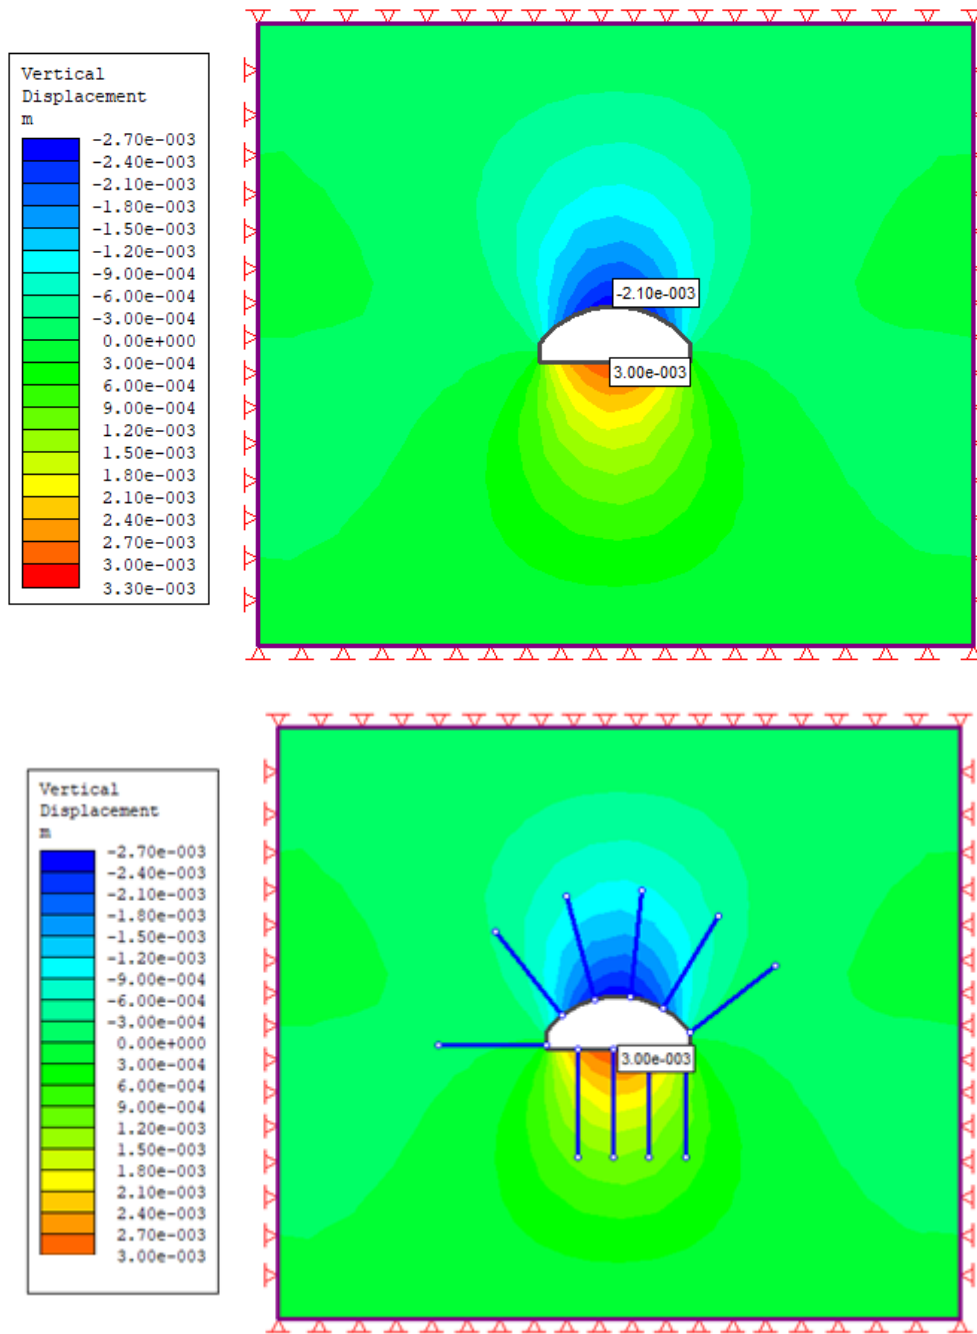 Vertical
Displacement
m
-2.70e-003
-2.40e-003
-2.10e-003
-1.80e-003
-1.50e-003
-1.20e-003
-9.00e-004
-6.00e-004
-3.00e-004
0.00e+000
3.00e-004
6.00e-004
9.00e-004
1.20e-003
1.50e-003
1.80e-003
2.10e-003
2.40e-003
2.70e-003
3.00e-003
3.30e-003
-2.10e-003
3.00e-003
Vertical
Displacement
m
-2.70e-003
-2.40e-003
-2.10e-003
-1.80e-003
-1.50e-003
-1.20e-003
-9.00e-004
-6.00e-004
-3.00e-004
0.00e+000
3.00e-004
6.00e-004
9.00e-004
1.20e-003
1.50e-003
1.80e-003
2.10e-003
2.40e-003
2.70e-003
3.00e-003
3.00e-003